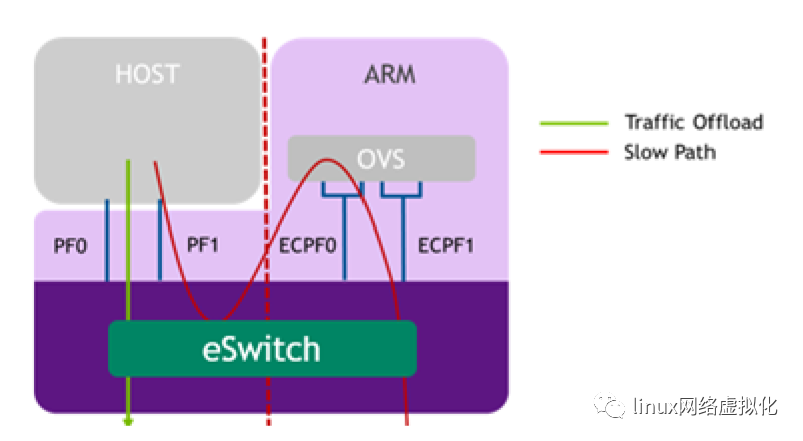 HOST
ARM
Traffic Offload
Slow Path
OVS
PF0
PF1
ECPF0
ECPF1
eSwitch
linux网络虚拟化